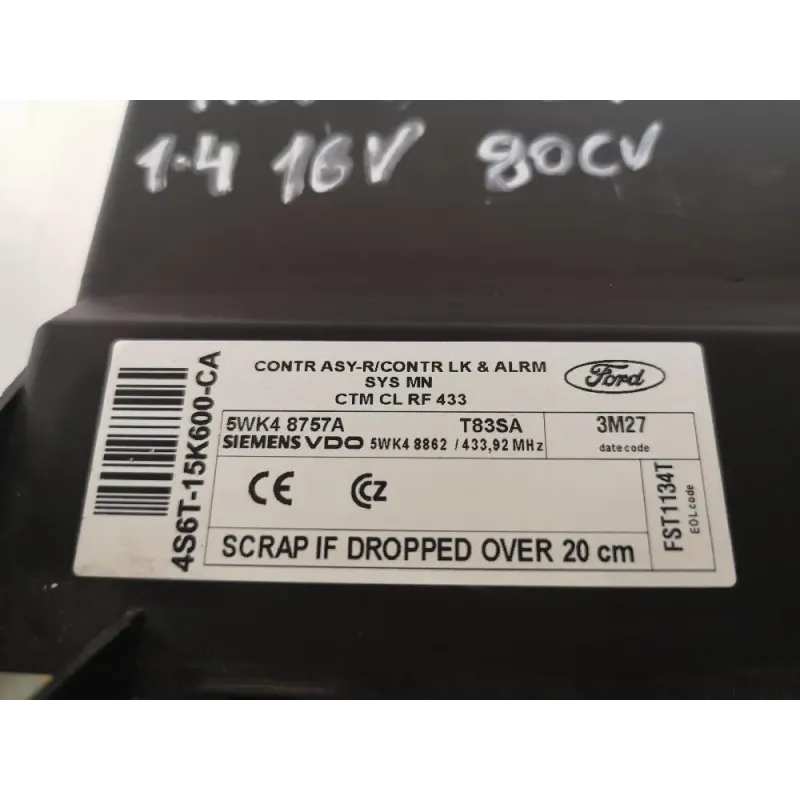 1.4 16V 80CV
CONTR ASY-R/CONTR LK & ALRM
SYS MN
CTM CL RF 433
Ford
5WK4 8757A T83SA
SIEMENS VDO 5WK4 8862 / 433,92 MHz
3M27
date code
CE CCZ
SCRAP IF DROPPED OVER 20 cm
4S6T-15K600-CA
FST1134T
EOL code